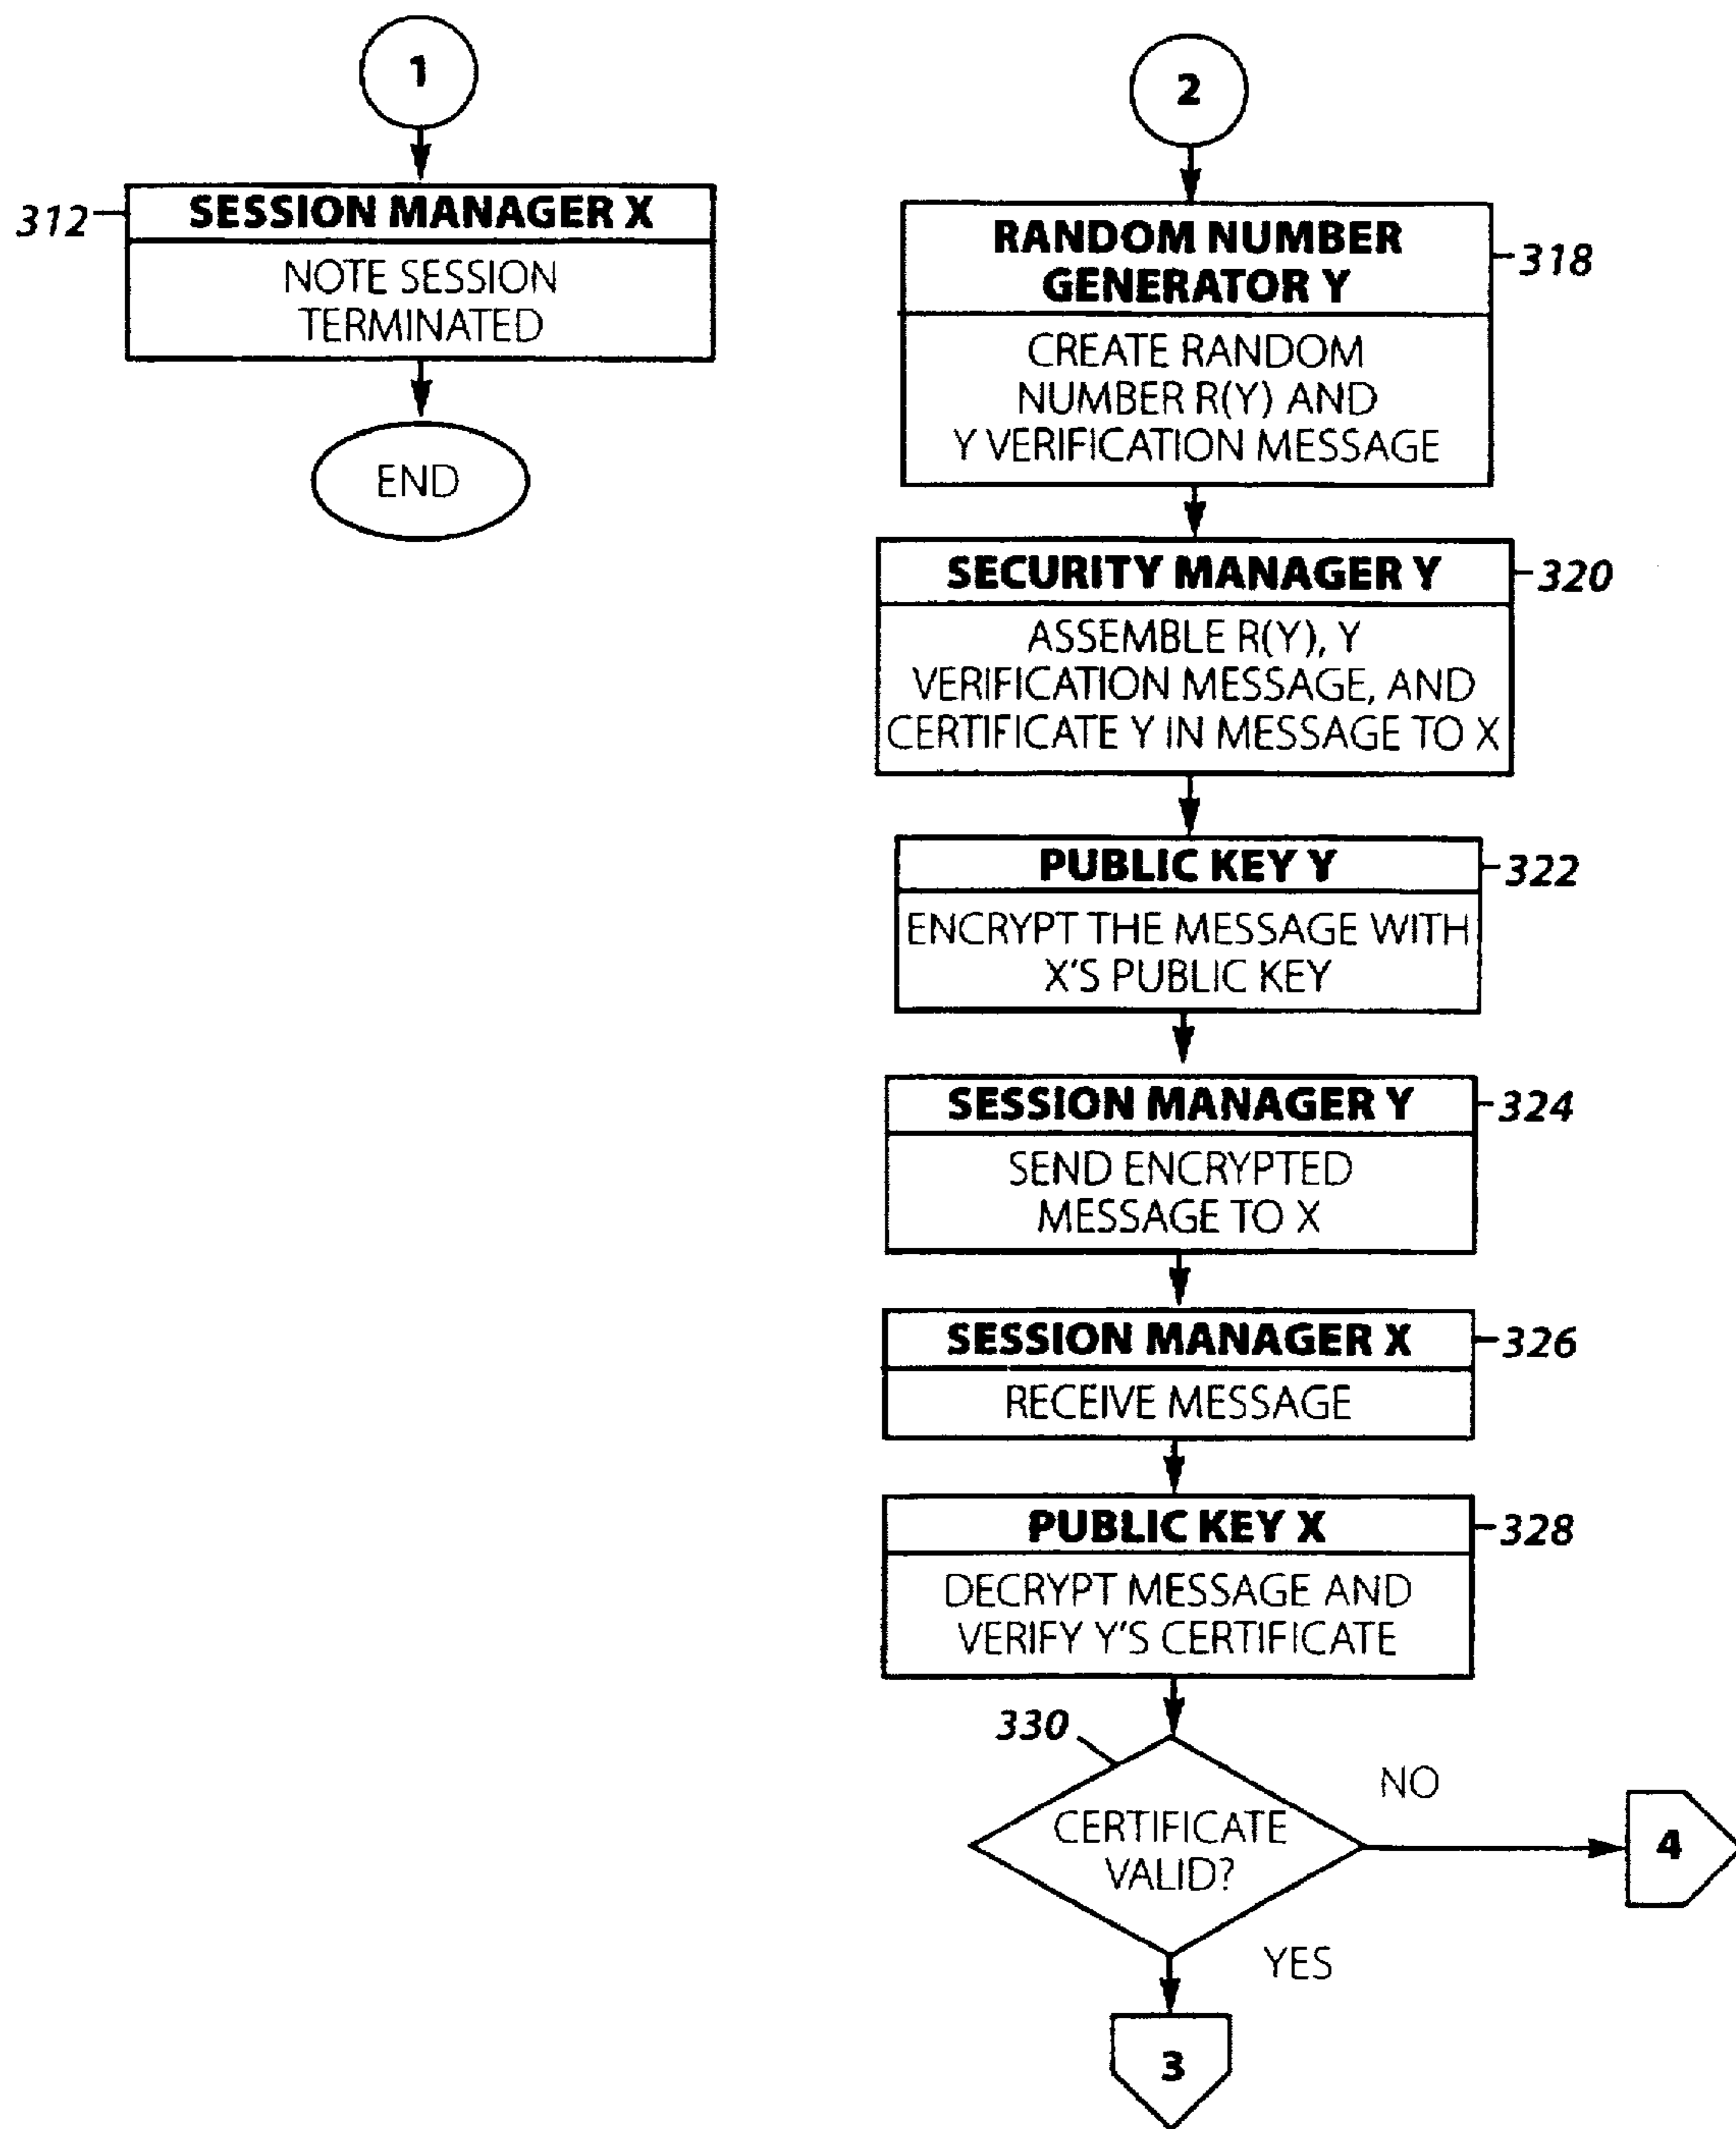 1
312
SESSION MANAGER X
NOTE SESSION
TERMINATED
END
2
RANDOM NUMBER
GENERATOR Y
318
CREATE RANDOM
NUMBER R(Y) AND
Y VERIFICATION MESSAGE
SECURITY MANAGER Y
320
ASSEMBLE R(Y), Y
VERIFICATION MESSAGE, AND
CERTIFICATE Y IN MESSAGE TO X
PUBLIC KEY Y
322
ENCRYPT THE MESSAGE WITH
X'S PUBLIC KEY
SESSION MANAGER Y
324
SEND ENCRYPTED
MESSAGE TO X
SESSION MANAGER X
326
RECEIVE MESSAGE
PUBLIC KEY X
328
DECRYPT MESSAGE AND
VERIFY Y'S CERTIFICATE
330
CERTIFICATE
VALID?
NO
4
YES
3